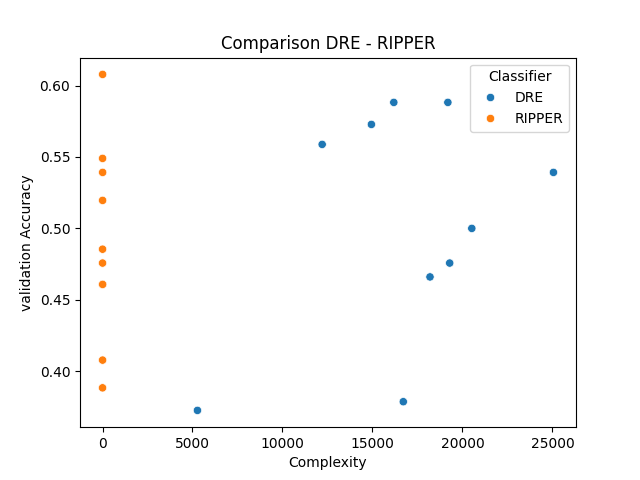 Comparison DRE - RIPPER
Classifier
DRE
RIPPER
validation Accuracy
0.60
0.55
0.50
0.45
0.40
0
5000
10000
15000
20000
25000
Complexity